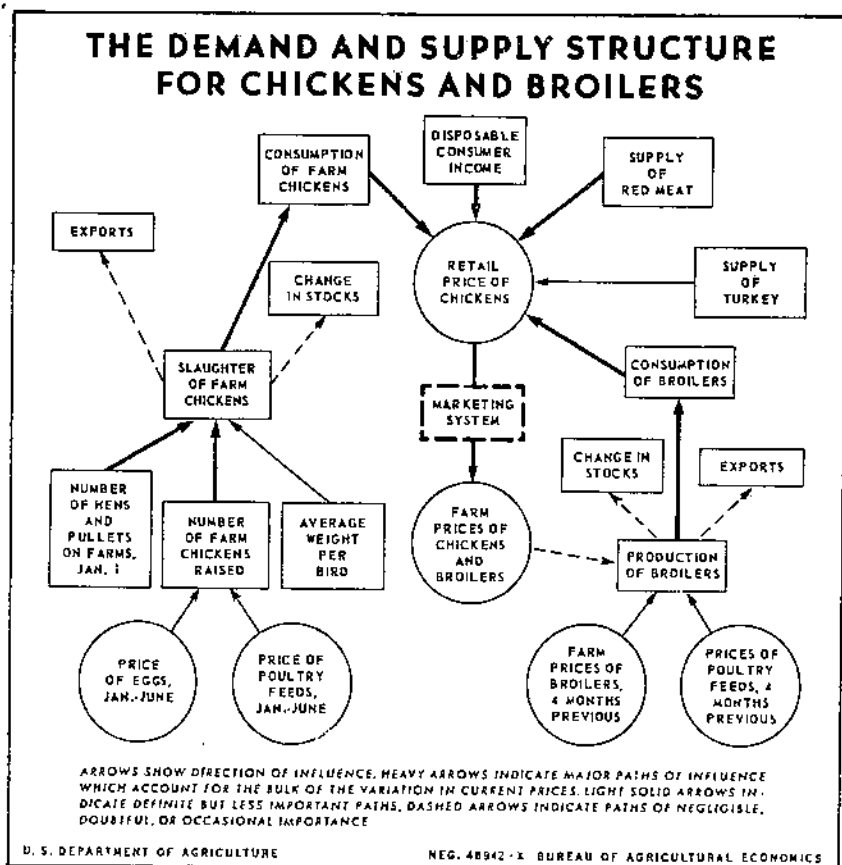 THE DEMAND AND SUPPLY STRUCTURE
FOR CHICKENS AND BROILERS
CONSUMPTION
OF FARM
CHICKENS
DISPOSABLE
CONSUMER
INCOME
SUPPLY
OF
RED MEAT
EXPORTS
CHANGE
IN STOCKS
RETAIL
PRICE OF
CHICKENS
SUPPLY
OF
TURKEY
SLAUGHTER
OF FARM
CHICKENS
CONSUMPTION
OF BROILERS
MARKETING
SYSTEM
CHANGE IN
STOCKS
EXPORTS
NUMBER
OF HENS
AND
PULLETS
ON FARMS,
JAN. 1
NUMBER
OF FARM
CHICKENS
RAISED
AVERAGE
WEIGHT
PER
BIRD
FARM
PRICES OF
CHICKENS
AND
BROILERS
PRODUCTION
OF BROILERS
PRICE
OF EGGS,
JAN.-JUNE
PRICE OF
POULTRY
FEEDS,
JAN.-JUNE
FARM
PRICES OF
BROILERS,
4 MONTHS
PREVIOUS
PRICES OF
POULTRY
FEEDS, 4
MONTHS
PREVIOUS
ARROWS SHOW DIRECTION OF INFLUENCE. HEAVY ARROWS INDICATE MAJOR PATHS OF INFLUENCE
WHICH ACCOUNT FOR THE BULK OF THE VARIATION IN CURRENT PRICES. LIGHT SOLID ARROWS IN-
DICATE DEFINITE BUT LESS IMPORTANT PATHS. DASHED ARROWS INDICATE PATHS OF NEGLIGIBLE,
DOUBTFUL, OR OCCASIONAL IMPORTANCE
U. S. DEPARTMENT OF AGRICULTURE
NEG. 48942-X BUREAU OF AGRICULTURAL ECONOMICS